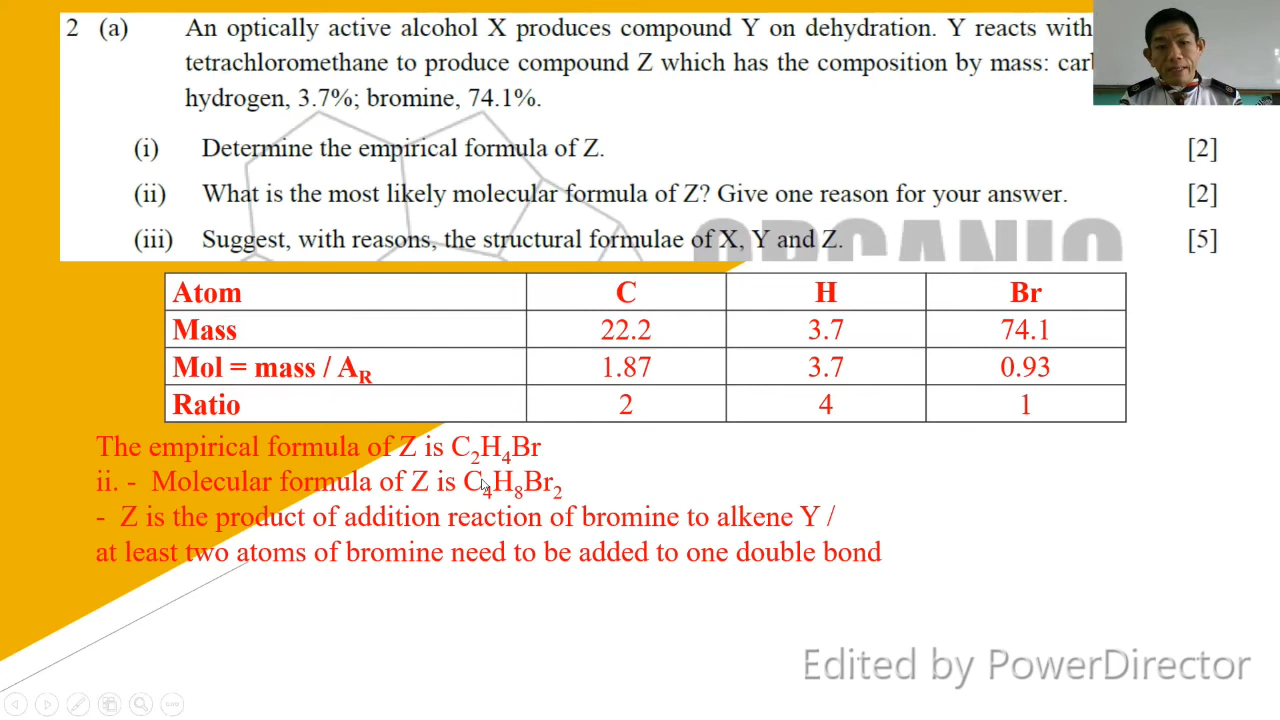 2 (a) An optically active alcohol X produces compound Y on dehydration. Y reacts with
tetrachloromethane to produce compound Z which has the composition by mass:
hydrogen, 3.7%; bromine, 74.1%.
(i) Determine the empirical formula of Z. [2]
(ii) What is the most likely molecular formula of Z? Give one reason for your answer. [2]
(iii) Suggest, with reasons, the structural formulae of X, Y and Z. [5]
ORGANIC
Atom C H Br
Mass 22.2 3.7 74.1
Mol = mass / A_R 1.87 3.7 0.93
Ratio 2 4 1
The empirical formula of Z is C₂H₄Br
ii. - Molecular formula of Z is C₄H₈Br₂
- Z is the product of addition reaction of bromine to alkene Y /
at least two atoms of bromine need to be added to one double bond
Edited by PowerDirector